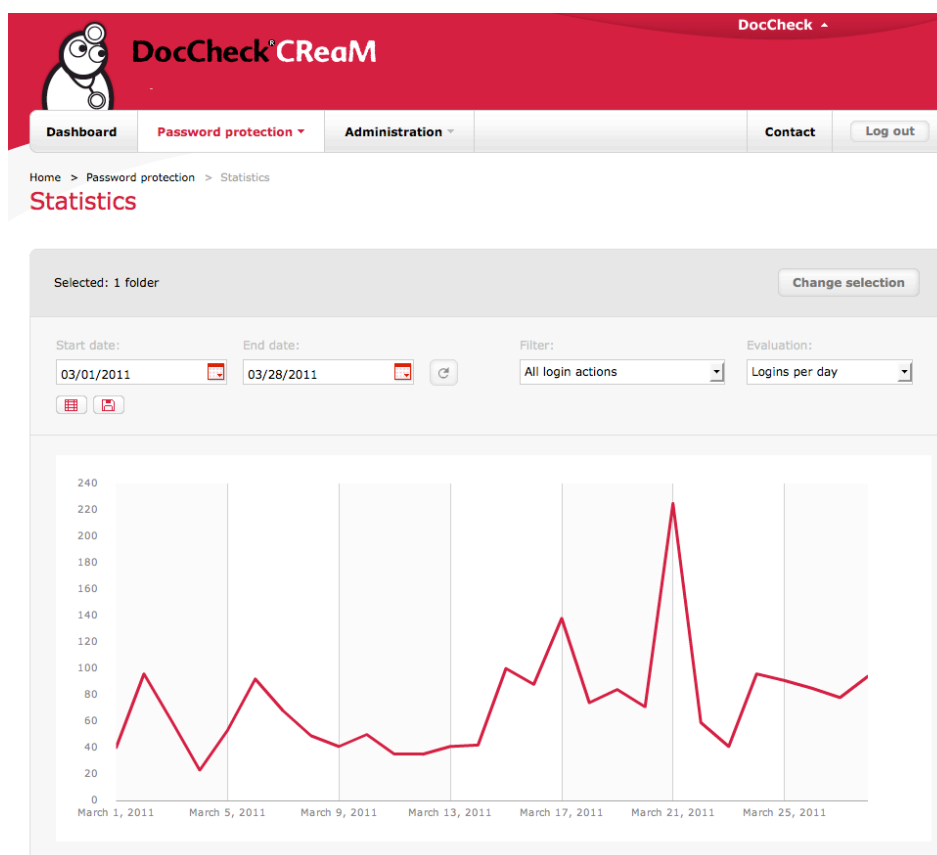 DocCheck
DocCheck® CReaM
Dashboard
Password protection
Administration
Contact
Log out
Home > Password protection > Statistics
Statistics
Selected: 1 folder
Change selection
Start date:
End date:
Filter:
Evaluation:
03/01/2011
03/28/2011
All login actions
Logins per day
240
220
200
180
160
140
120
100
80
60
40
20
0
March 1, 2011
March 5, 2011
March 9, 2011
March 13, 2011
March 17, 2011
March 21, 2011
March 25, 2011